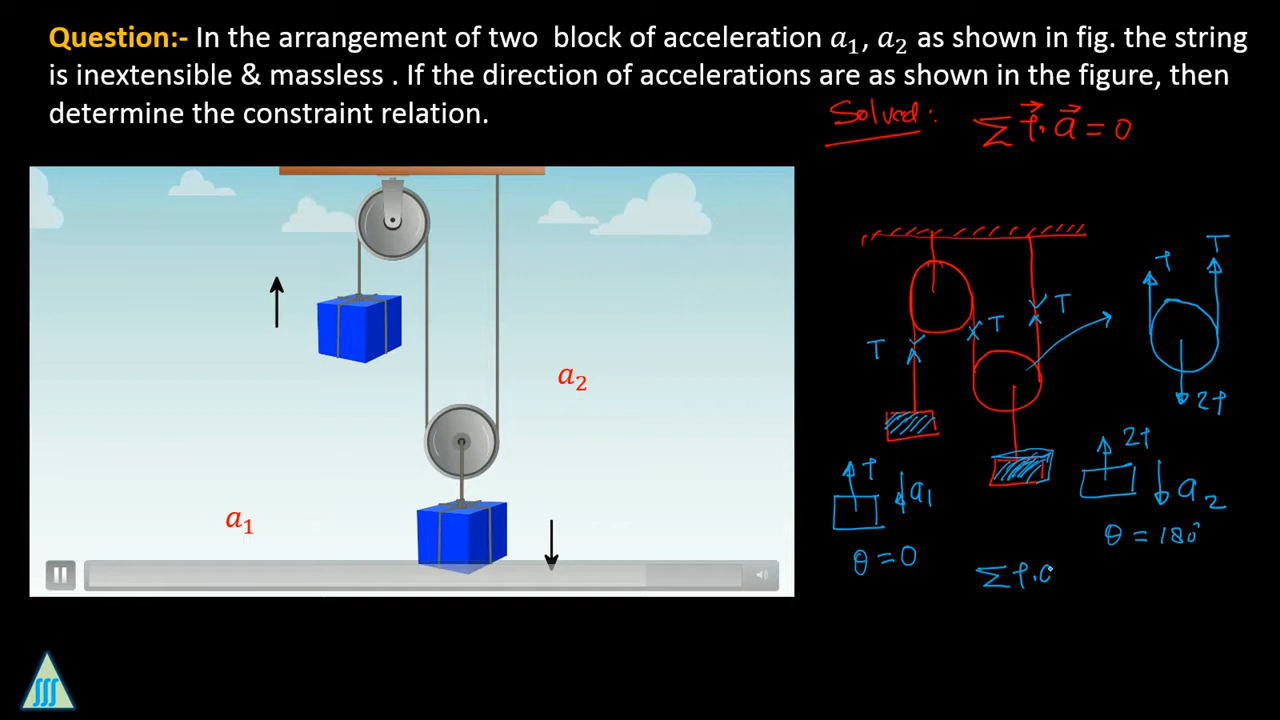 Question:- In the arrangement of two block of acceleration a₁, a₂ as shown in fig. the string
is inextensible & massless . If the direction of accelerations are as shown in the figure, then
determine the constraint relation.
Solved :
∑ T⃗·a⃗ = 0
T
T
T
T
T
2T
a₂
a₁
T
a₁
θ = 0
2T
a₂
θ = 180°
∑ T·a
∫∫∫